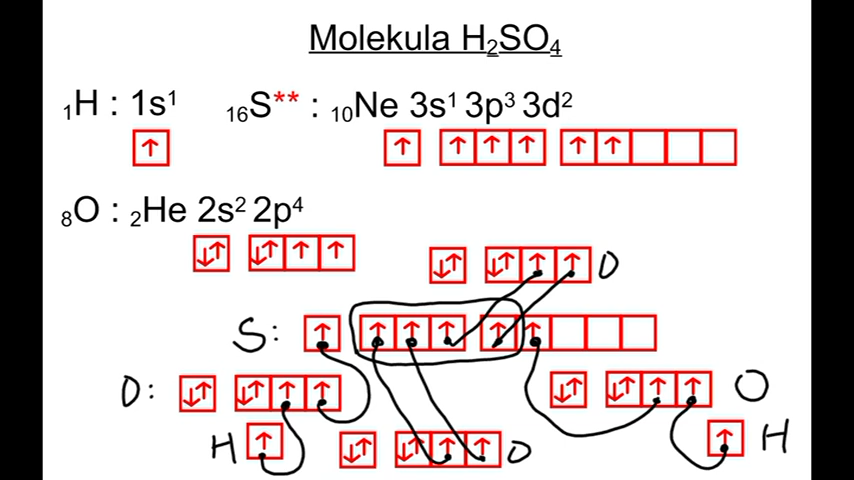 Molekula H₂SO₄
₁H : 1s¹ ₁₆S** : ₁₀Ne 3s¹ 3p³ 3d²
₈O : ₂He 2s² 2p⁴
O
S:
O: O
H O H